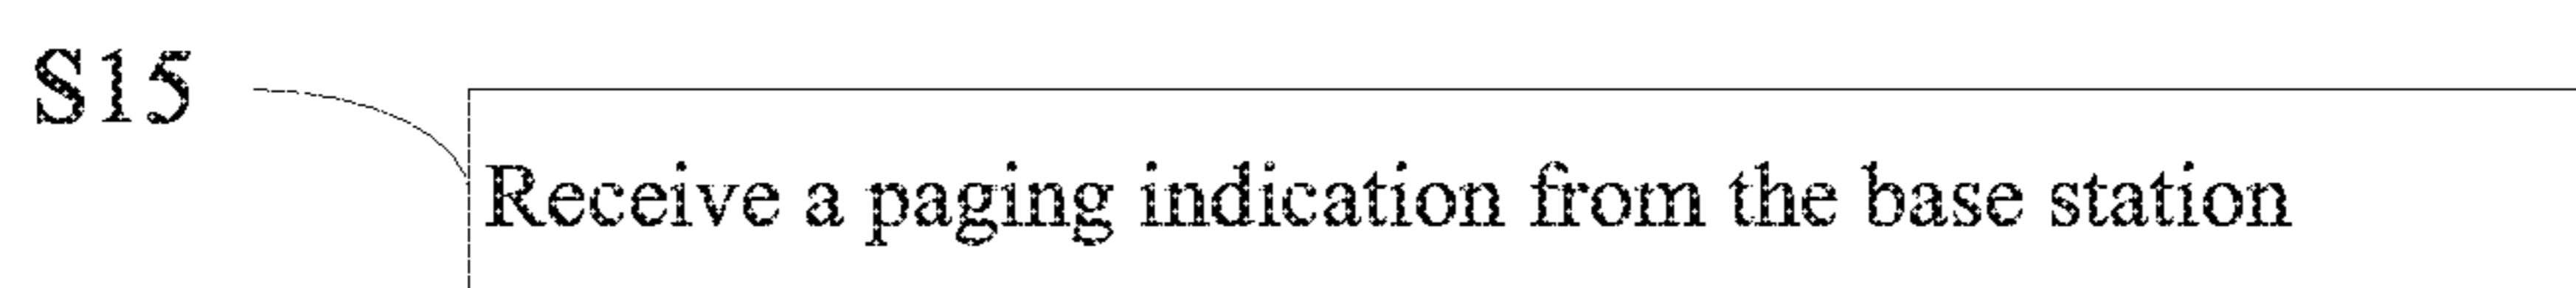 S15
Receive a paging indication from the base station